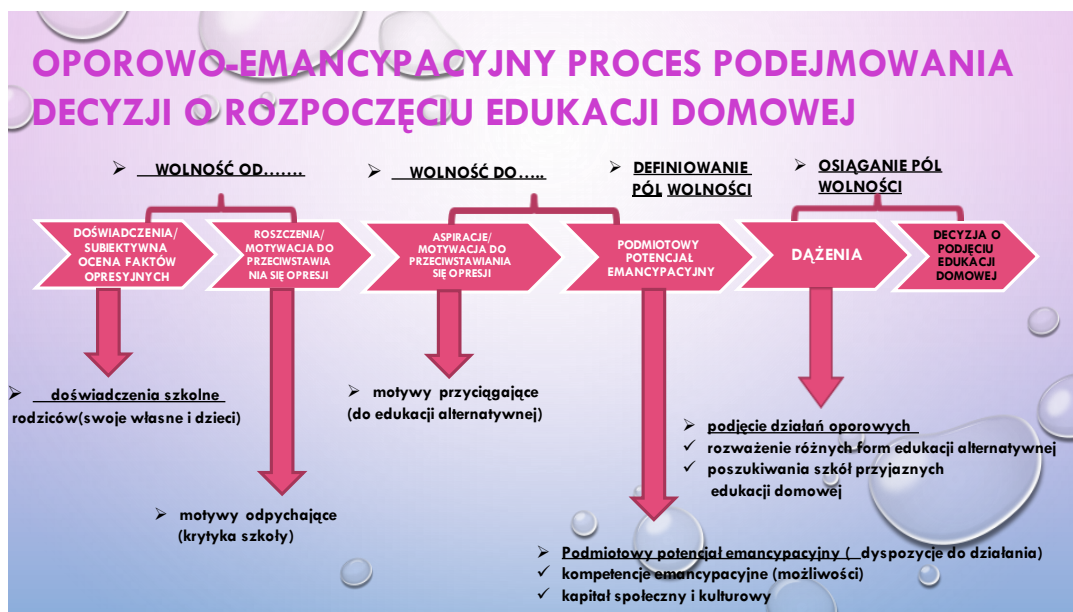 OPOROWO-EMANCYPACYJNY PROCES PODEJMOWANIA
DECYZJI O ROZPOCZĘCIU EDUKACJI DOMOWEJ
➢ WOLNOŚĆ OD…….
➢ WOLNOŚĆ DO…..
➢ DEFINIOWANIE
PÓL WOLNOŚCI
➢ OSIĄGANIE PÓL
WOLNOŚCI
DOŚWIADCZENIA/
SUBIEKTYWNA
OCENA FAKTÓW
OPRESYJNYCH
ROSZCZENIA/
MOTYWACJA DO
PRZECIWSTAWIA
NIA SIĘ OPRESJI
ASPIRACJE/
MOTYWACJA DO
PRZECIWSTAWIANIA
SIĘ OPRESJI
PODMIOTOWY
POTENCJAŁ
EMANCYPACYJNY
DĄŻENIA
DECYZJA O
PODJĘCIU
EDUKACJI
DOMOWEJ
➢ doświadczenia szkolne
rodziców(swoje własne i dzieci)
➢ motywy przyciągające
(do edukacji alternatywnej)
➢ podjęcie działań oporowych
✓ rozważenie różnych form edukacji alternatywnej
✓ poszukiwania szkół przyjaznych
edukacji domowej
➢ motywy odpychające
(krytyka szkoły)
➢ Podmiotowy potencjał emancypacyjny ( dyspozycje do działania)
✓ kompetencje emancypacyjne (możliwości)
✓ kapitał społeczny i kulturowy